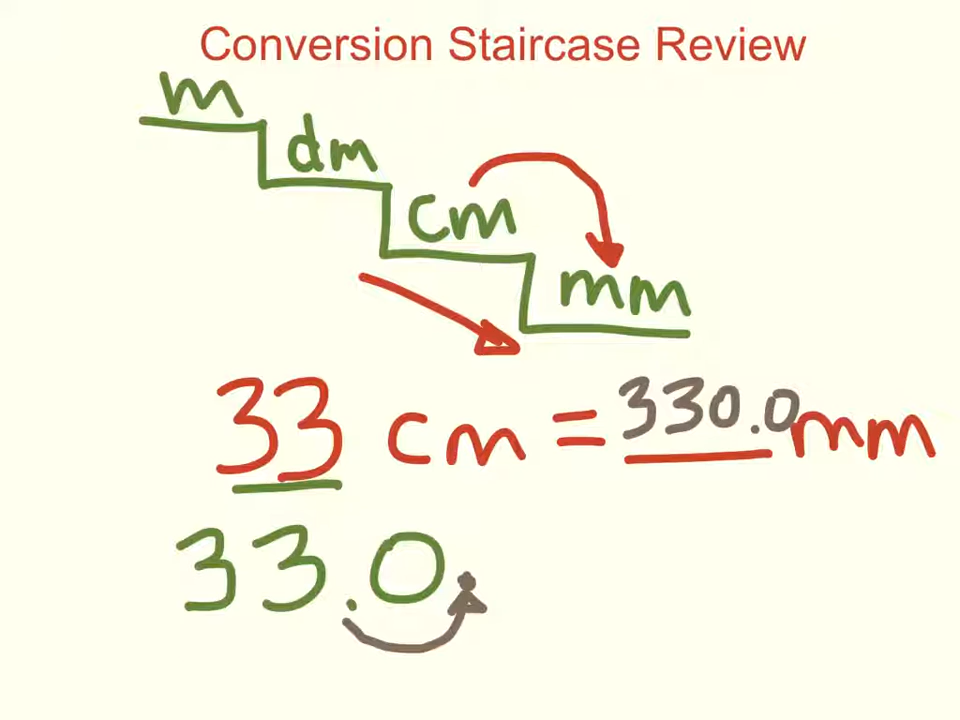 Conversion Staircase Review
m
dm
cm
mm
33 cm = 330.0 mm
33.0.